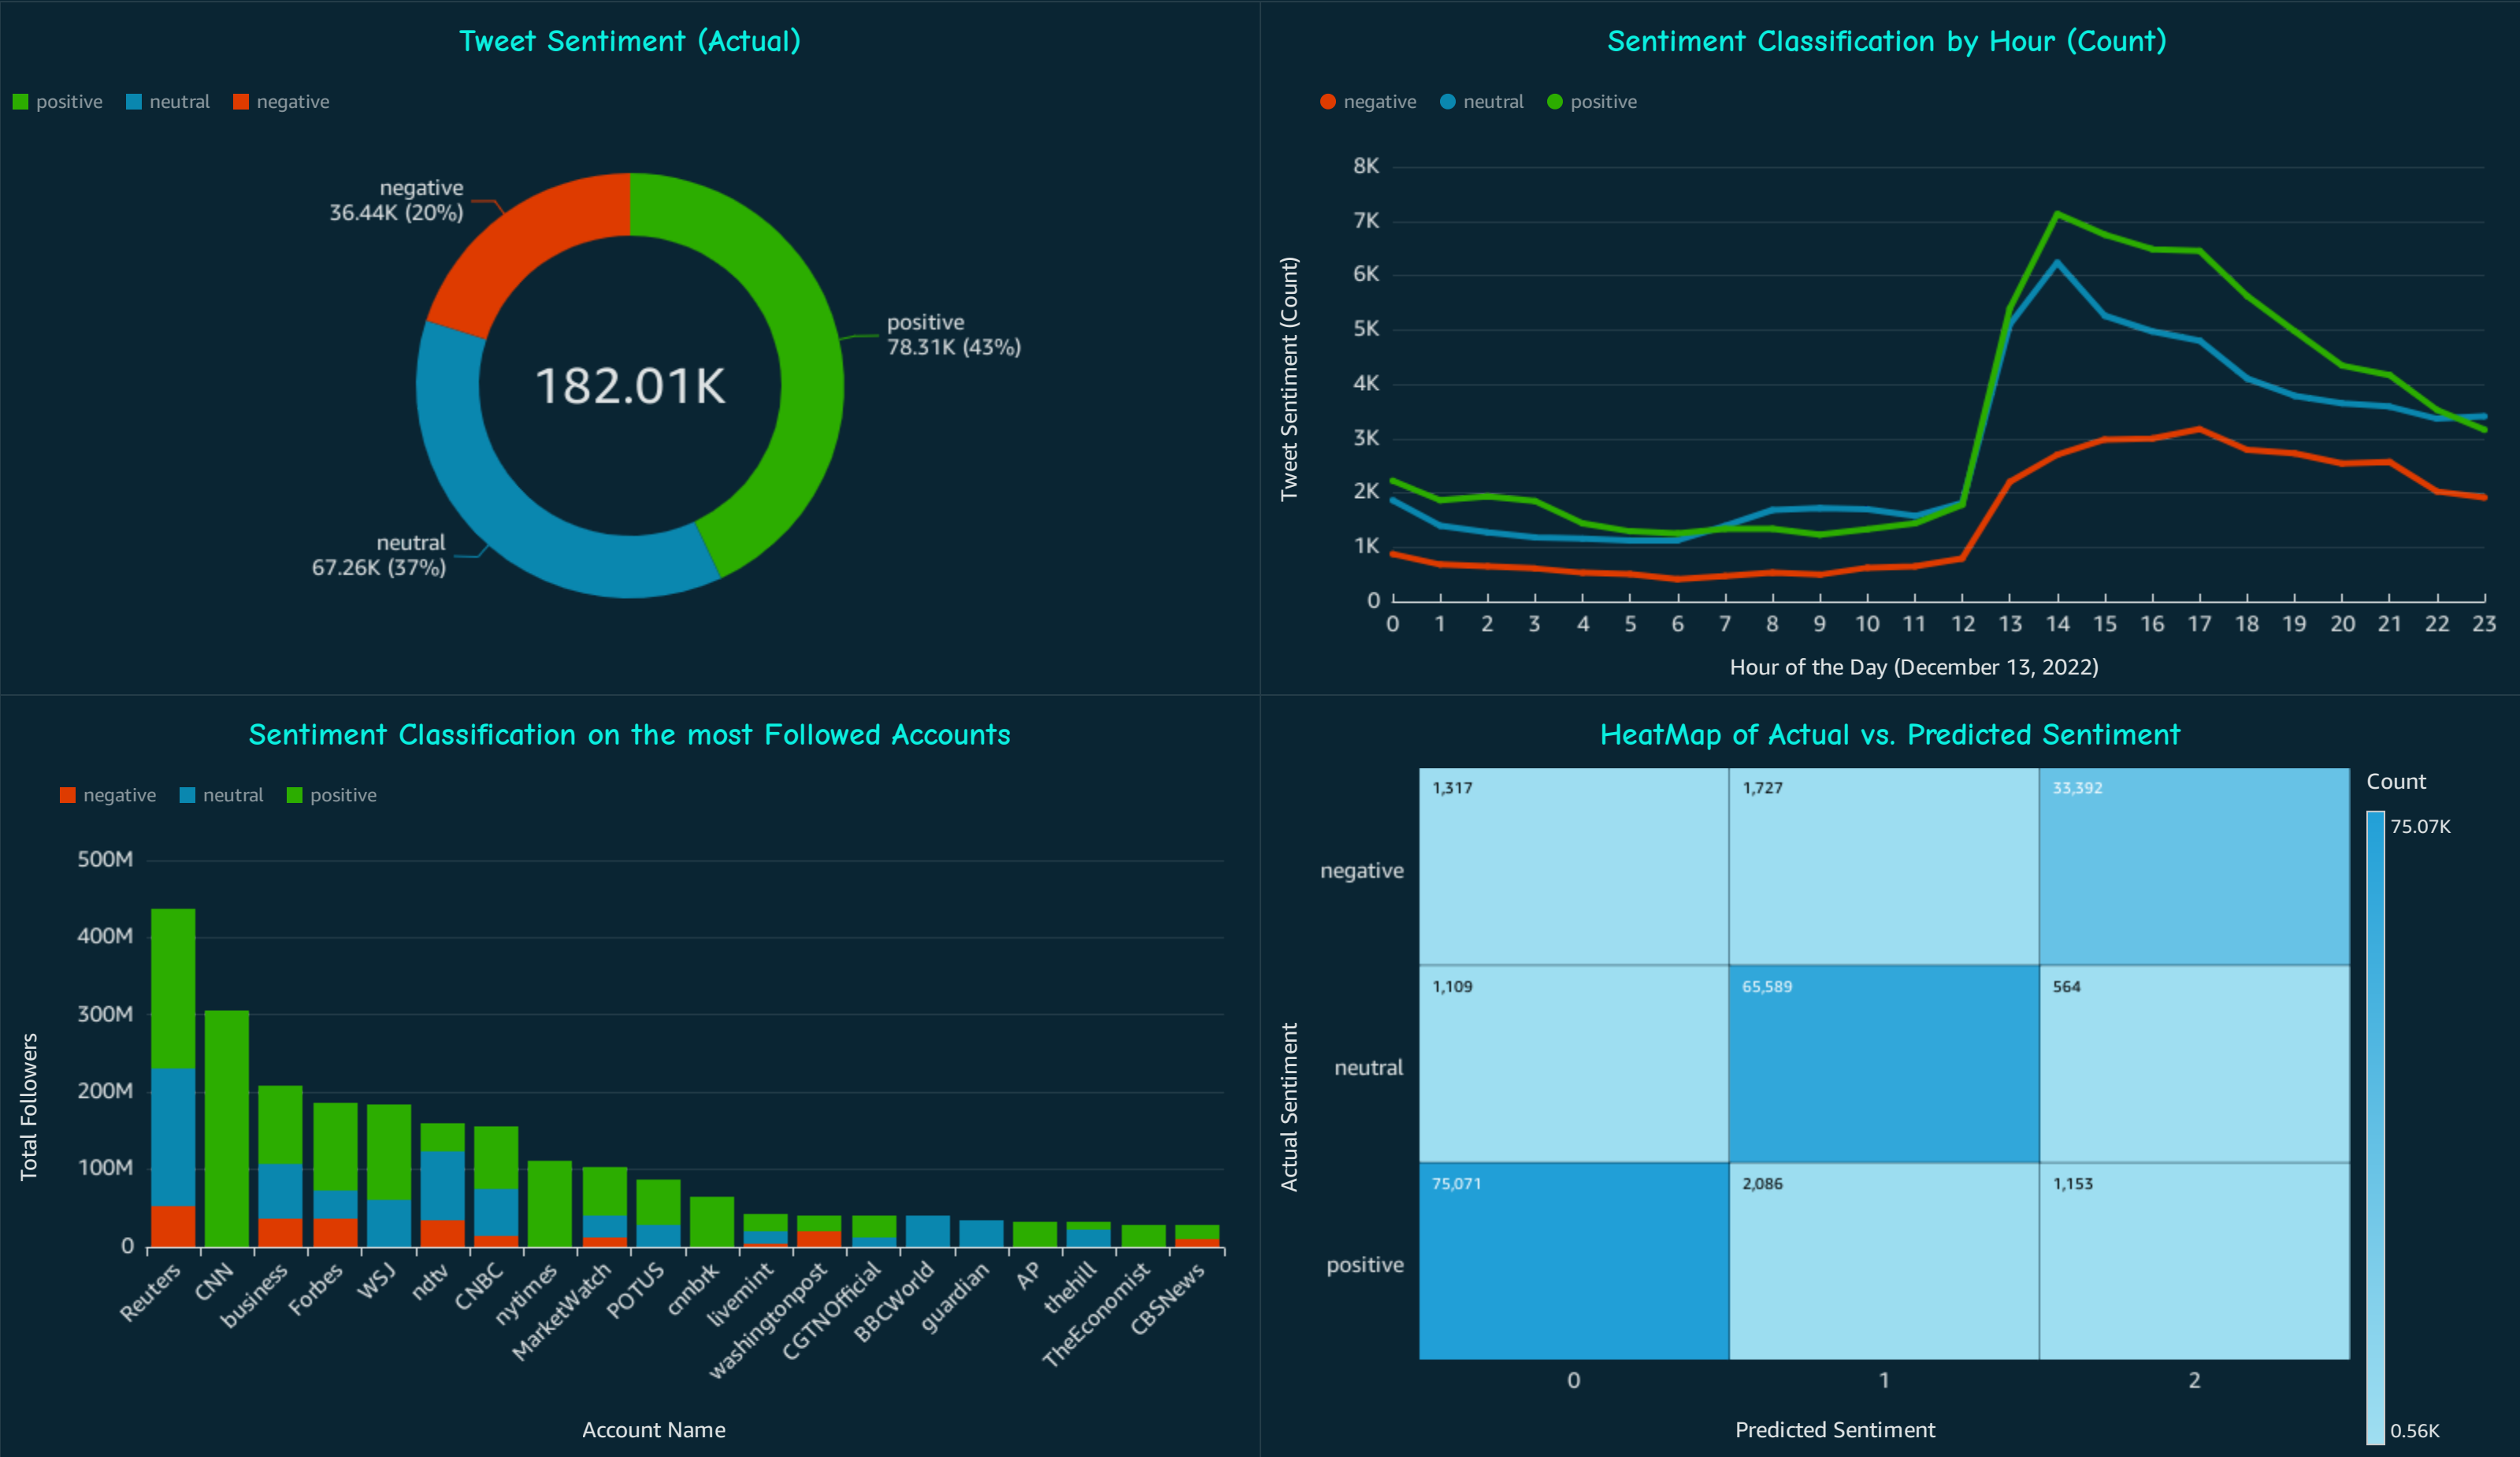 Tweet Sentiment (Actual)
positive neutral negative
negative
36.44K (20%)
positive
78.31K (43%)
182.01K
neutral
67.26K (37%)
Sentiment Classification by Hour (Count)
negative neutral positive
Tweet Sentiment (Count)
8K
7K
6K
5K
4K
3K
2K
1K
0
0 1 2 3 4 5 6 7 8 9 10 11 12 13 14 15 16 17 18 19 20 21 22 23
Hour of the Day (December 13, 2022)
Sentiment Classification on the most Followed Accounts
negative neutral positive
Total Followers
500M
400M
300M
200M
100M
0
Reuters
CNN
business
Forbes
WSJ
ndtv
CNBC
nytimes
MarketWatch
POTUS
cnnbrk
livemint
washingtonpost
CGTNOfficial
BBCWorld
guardian
AP
thehill
TheEconomist
CBSNews
Account Name
HeatMap of Actual vs. Predicted Sentiment
Actual Sentiment
negative
1,317 1,727 33,392
neutral
1,109 65,589 564
positive
75,071 2,086 1,153
0 1 2
Predicted Sentiment
Count
75.07K
0.56K